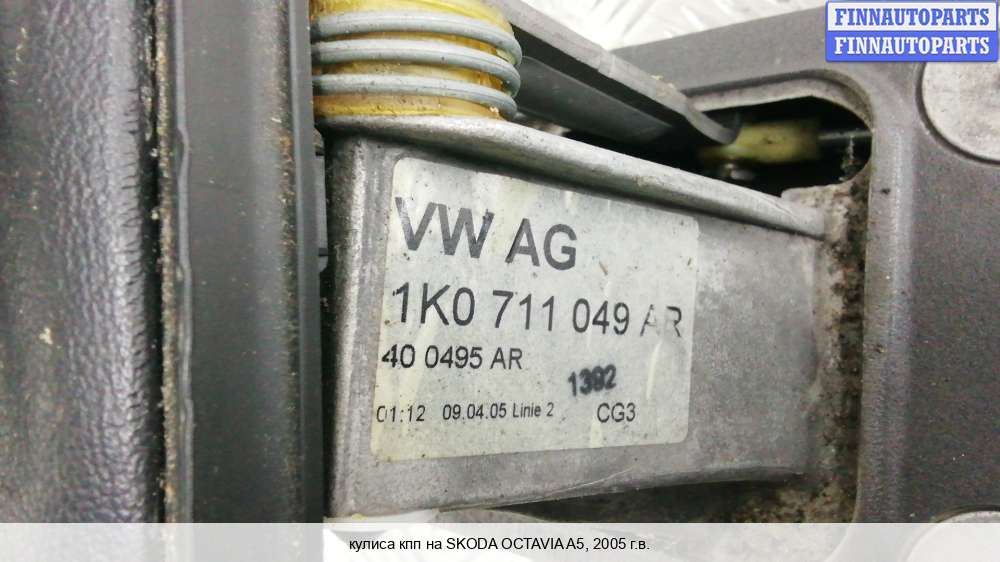 FINNAUTOPARTS
FINNAUTOPARTS
VW AG
1K0 711 049 AR
40 0495 AR
1392
01:12 09.04.05 Linie 2 CG3
кулиса кпп на SKODA OCTAVIA A5, 2005 г.в.